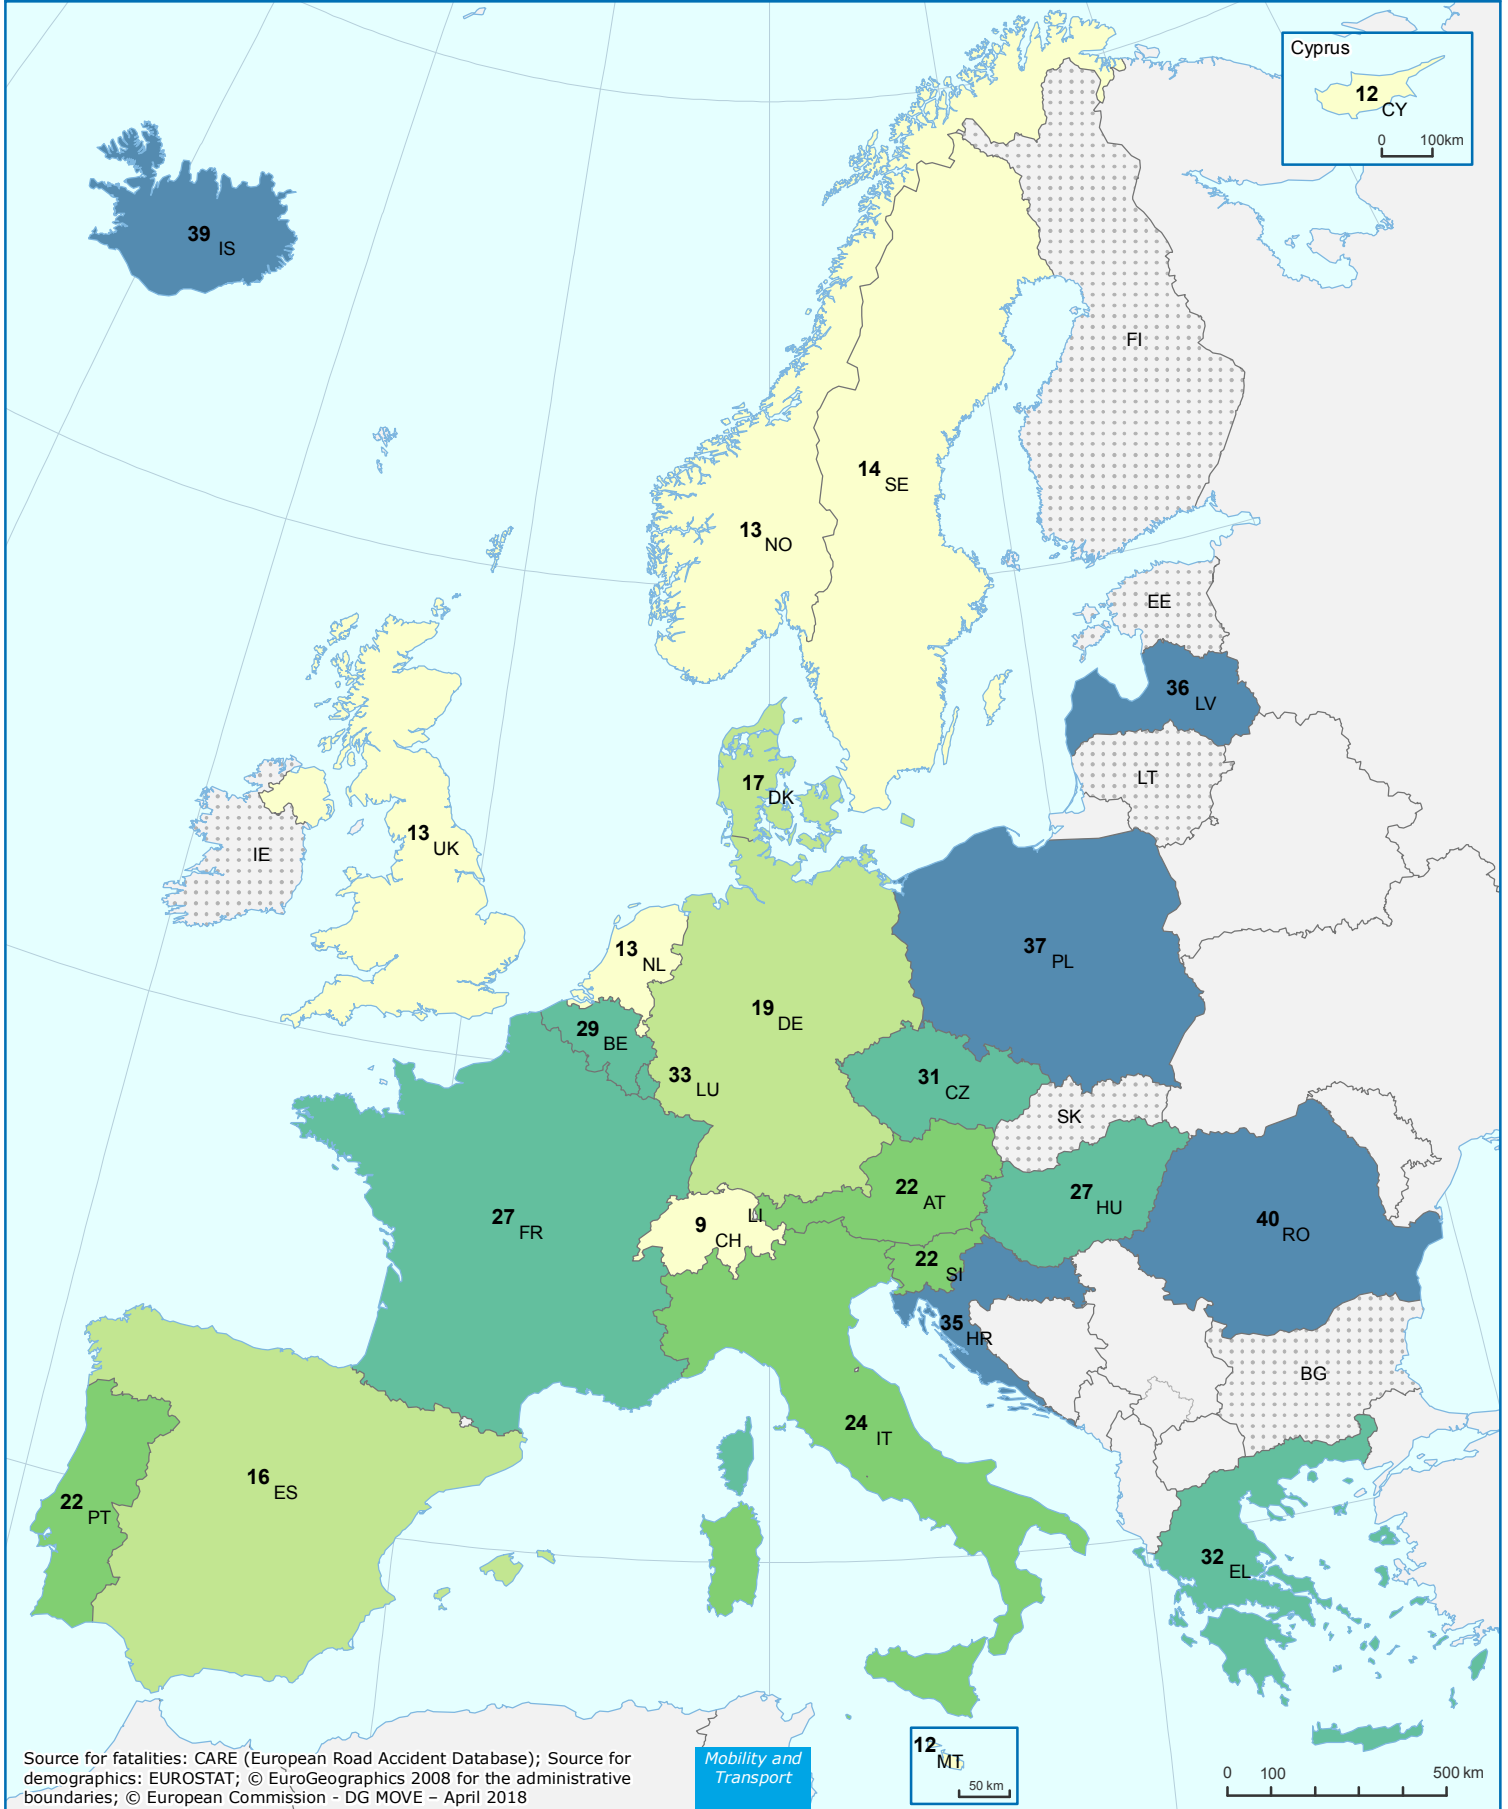 Cyprus
12
CY
0 100km
39
IS
FI
14
SE
13
NO
EE
36
LV
LT
17
DK
13
UK
IE
37
PL
13
NL
19
DE
29
BE
33
LU
31
CZ
SK
22
AT
27
HU
27
FR
9
CH
LI
40
RO
22
SI
35
HR
BG
24
IT
16
ES
22
PT
32
EL
12
MT
50 km
Mobility and
Transport
Source for fatalities: CARE (European Road Accident Database); Source for
demographics: EUROSTAT; © EuroGeographics 2008 for the administrative
boundaries; © European Commission - DG MOVE – April 2018
0 100 500 km